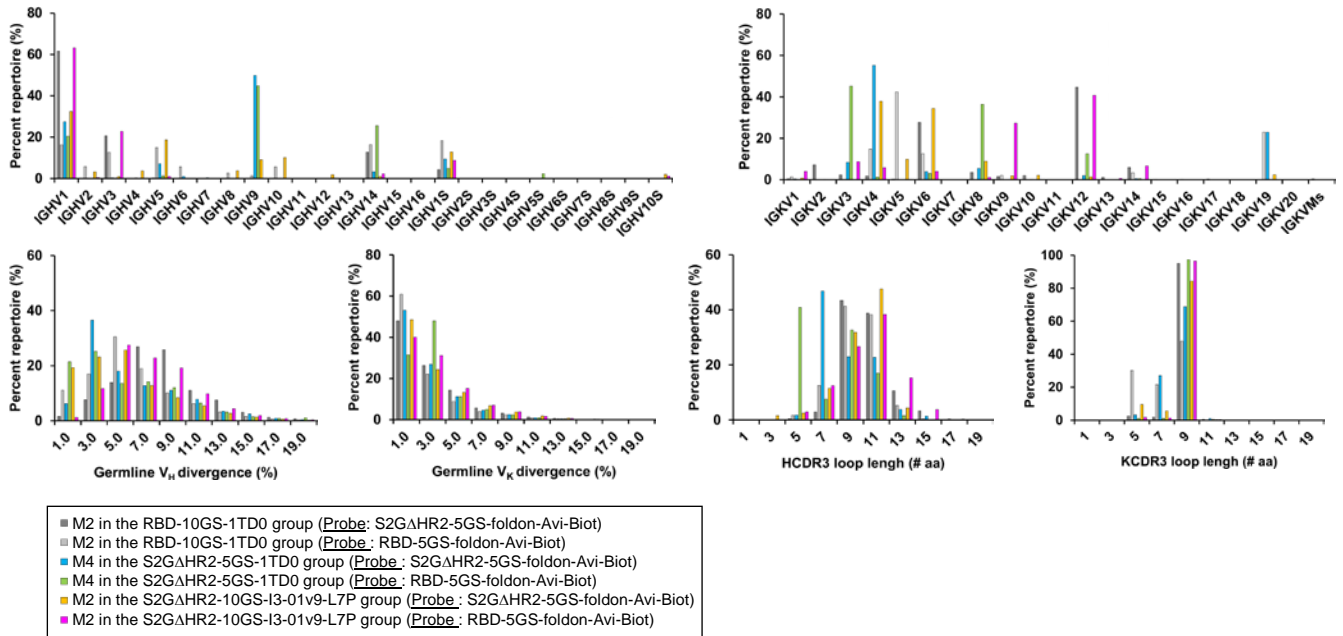 Percent repertoire (%)
80
60
40
20
0
IGHV1
IGHV2
IGHV3
IGHV4
IGHV5
IGHV6
IGHV7
IGHV8
IGHV9
IGHV10
IGHV11
IGHV12
IGHV13
IGHV14
IGHV15
IGHV16
IGHV1S
IGHV2S
IGHV3S
IGHV4S
IGHV5S
IGHV6S
IGHV7S
IGHV8S
IGHV9S
IGHV10S
Percent repertoire (%)
80
60
40
20
0
IGKV1
IGKV2
IGKV3
IGKV4
IGKV5
IGKV6
IGKV7
IGKV8
IGKV9
IGKV10
IGKV11
IGKV12
IGKV13
IGKV14
IGKV15
IGKV16
IGKV17
IGKV18
IGKV19
IGKV20
IGKVMs
Percent repertoire (%)
60
40
20
0
1.0
3.0
5.0
7.0
9.0
11.0
13.0
15.0
17.0
19.0
Germline VH divergence (%)
Percent repertoire (%)
80
60
40
20
0
1.0
3.0
5.0
7.0
9.0
11.0
13.0
15.0
17.0
19.0
Germline VK divergence (%)
Percent repertoire (%)
60
40
20
0
1
3
5
7
9
11
13
15
17
19
HCDR3 loop lengh (# aa)
Percent repertoire (%)
100
80
60
40
20
0
1
3
5
7
9
11
13
15
17
19
KCDR3 loop lengh (# aa)
M2 in the RBD-10GS-1TD0 group (Probe: S2GΔHR2-5GS-foldon-Avi-Biot)
M2 in the RBD-10GS-1TD0 group (Probe : RBD-5GS-foldon-Avi-Biot)
M4 in the S2GΔHR2-5GS-1TD0 group (Probe : S2GΔHR2-5GS-foldon-Avi-Biot)
M4 in the S2GΔHR2-5GS-1TD0 group (Probe : RBD-5GS-foldon-Avi-Biot)
M2 in the S2GΔHR2-10GS-I3-01v9-L7P group (Probe : S2GΔHR2-5GS-foldon-Avi-Biot)
M2 in the S2GΔHR2-10GS-I3-01v9-L7P group (Probe : RBD-5GS-foldon-Avi-Biot)